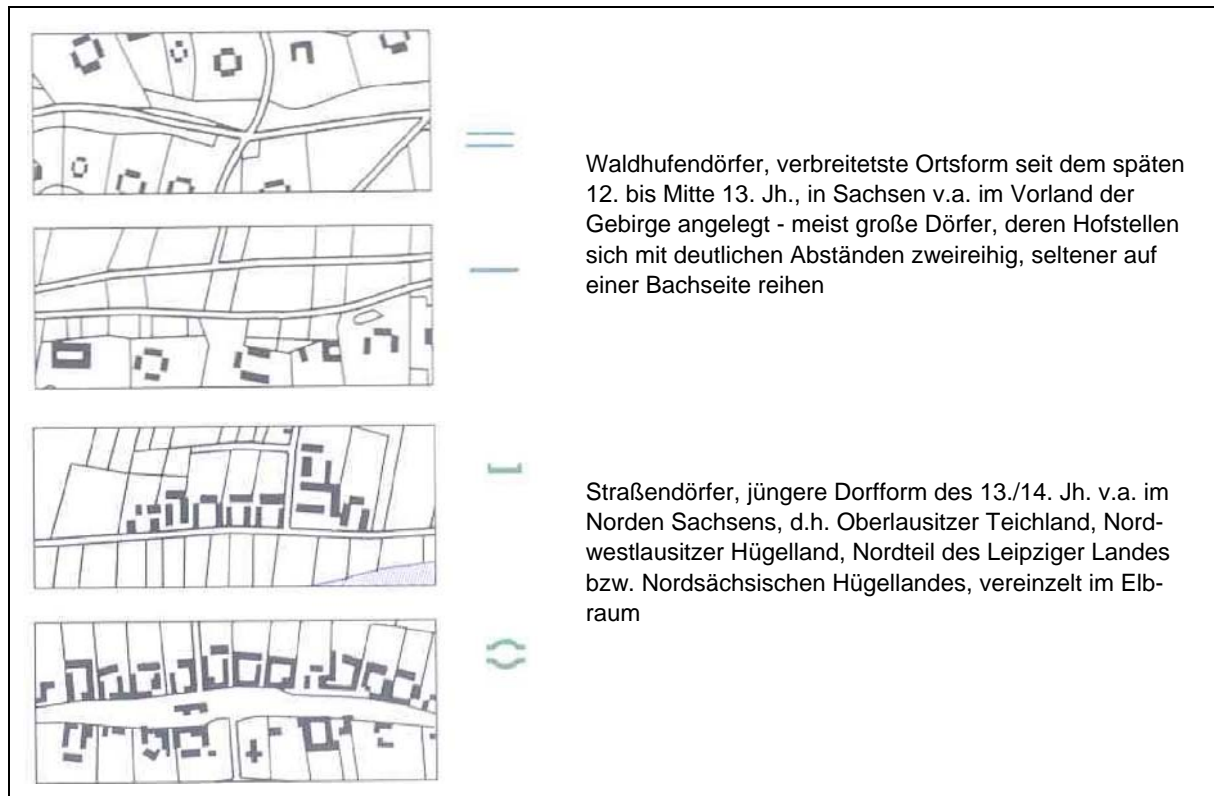 Waldhufendörfer, verbreitetste Ortsform seit dem späten
12. bis Mitte 13. Jh., in Sachsen v.a. im Vorland der
Gebirge angelegt - meist große Dörfer, deren Hofstellen
sich mit deutlichen Abständen zweireihig, seltener auf
einer Bachseite reihen
Straßendörfer, jüngere Dorfform des 13./14. Jh. v.a. im
Norden Sachsens, d.h. Oberlausitzer Teichland, Nord-
westlausitzer Hügelland, Nordteil des Leipziger Landes
bzw. Nordsächsischen Hügellandes, vereinzelt im Elb-
raum